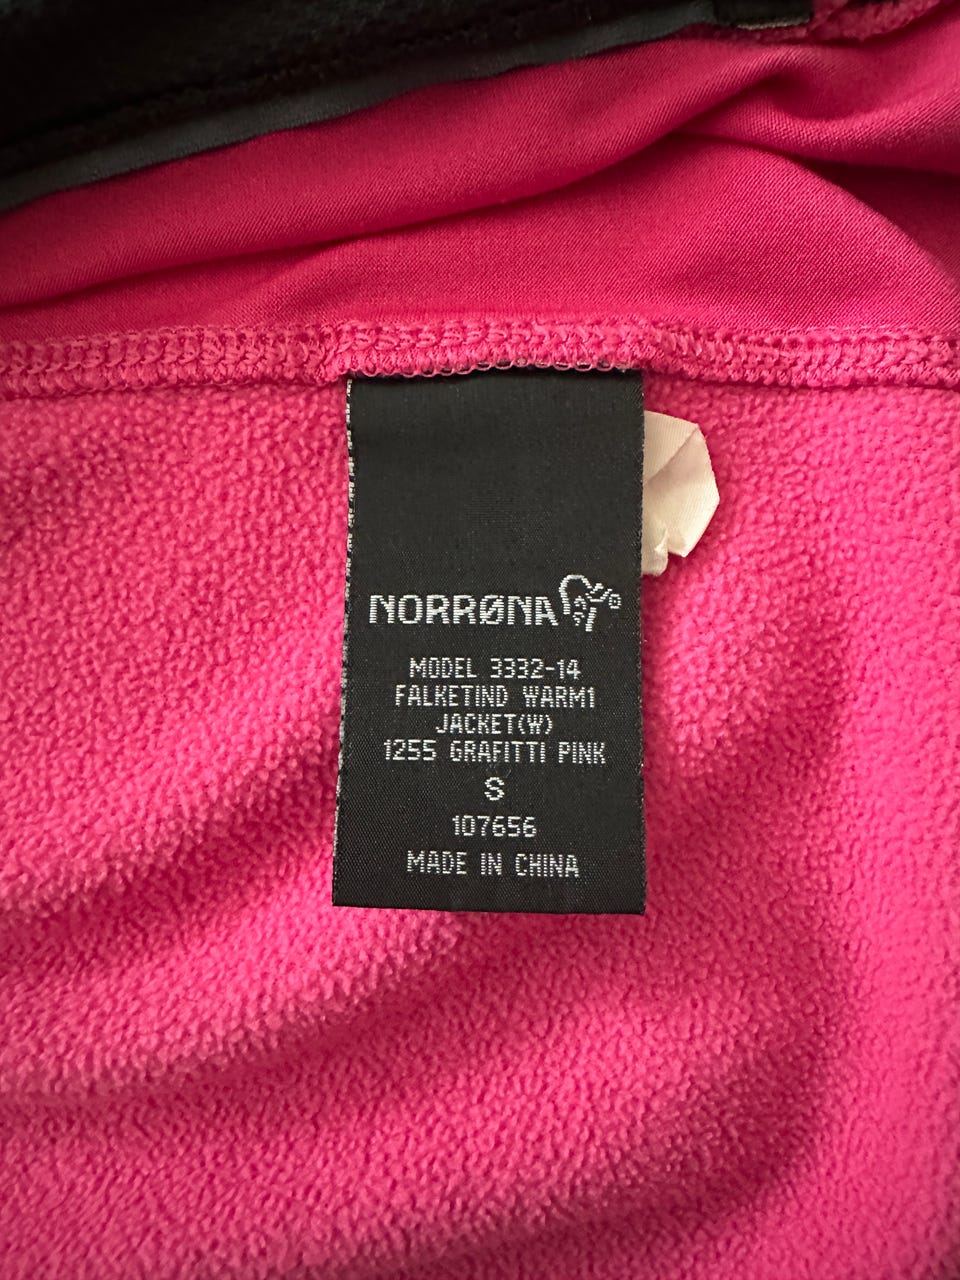 NORRØNA
MODEL 3332-14
FALKETIND WARM1
JACKET(W)
1255 GRAFITTI PINK
S
107656
MADE IN CHINA